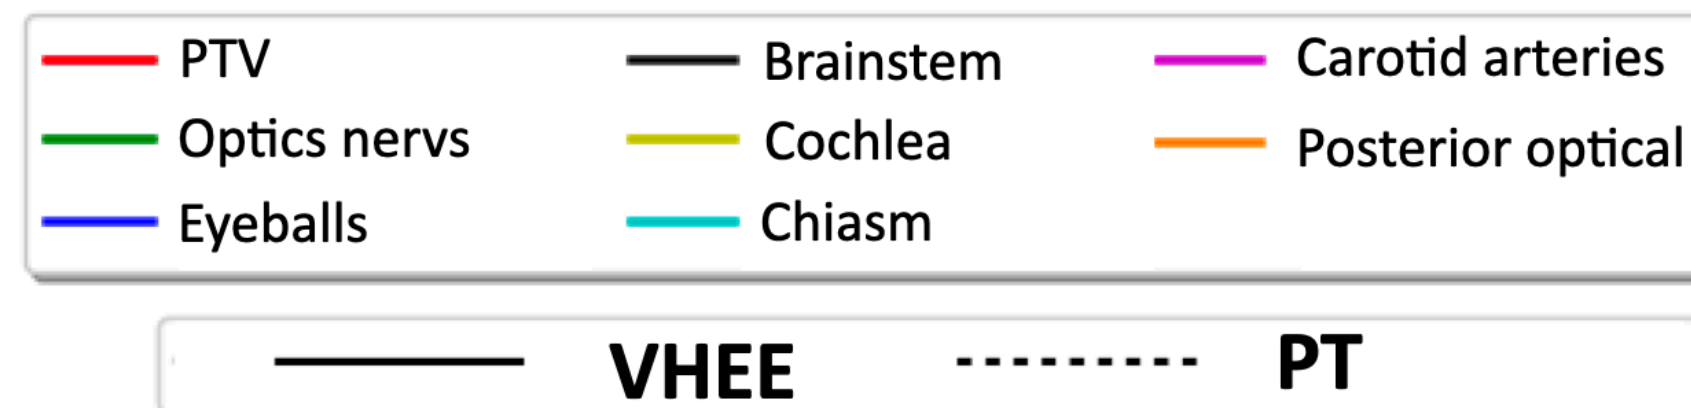 PTV Brainstem Carotid arteries
Optics nervs Cochlea Posterior optical
Eyeballs Chiasm
VHEE PT